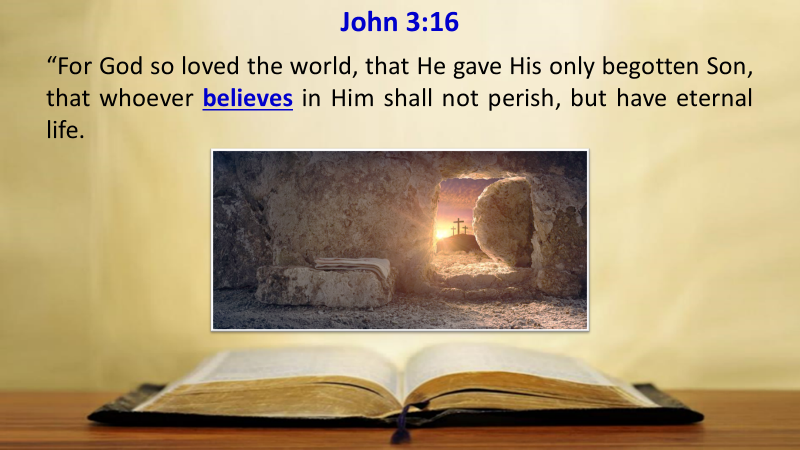 John 3:16
“For God so loved the world, that He gave His only begotten Son,
that whoever believes in Him shall not perish, but have eternal
life.